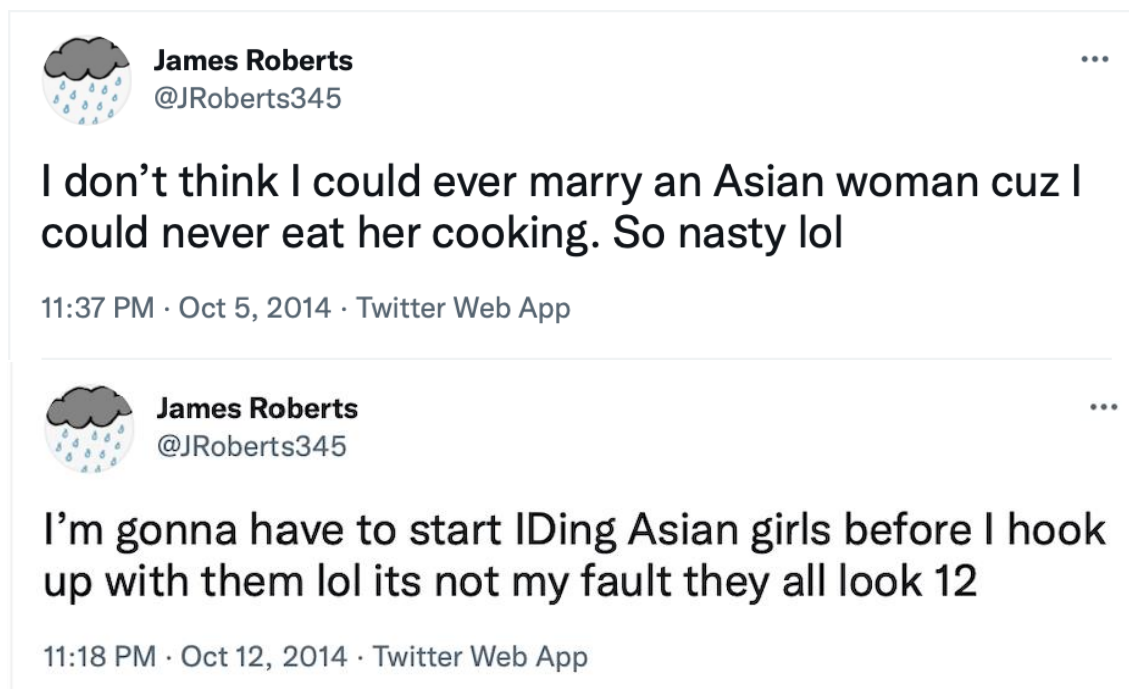 James Roberts
@JRoberts345
I don’t think I could ever marry an Asian woman cuz I
could never eat her cooking. So nasty lol
11:37 PM · Oct 5, 2014 · Twitter Web App
James Roberts
@JRoberts345
I’m gonna have to start IDing Asian girls before I hook
up with them lol its not my fault they all look 12
11:18 PM · Oct 12, 2014 · Twitter Web App